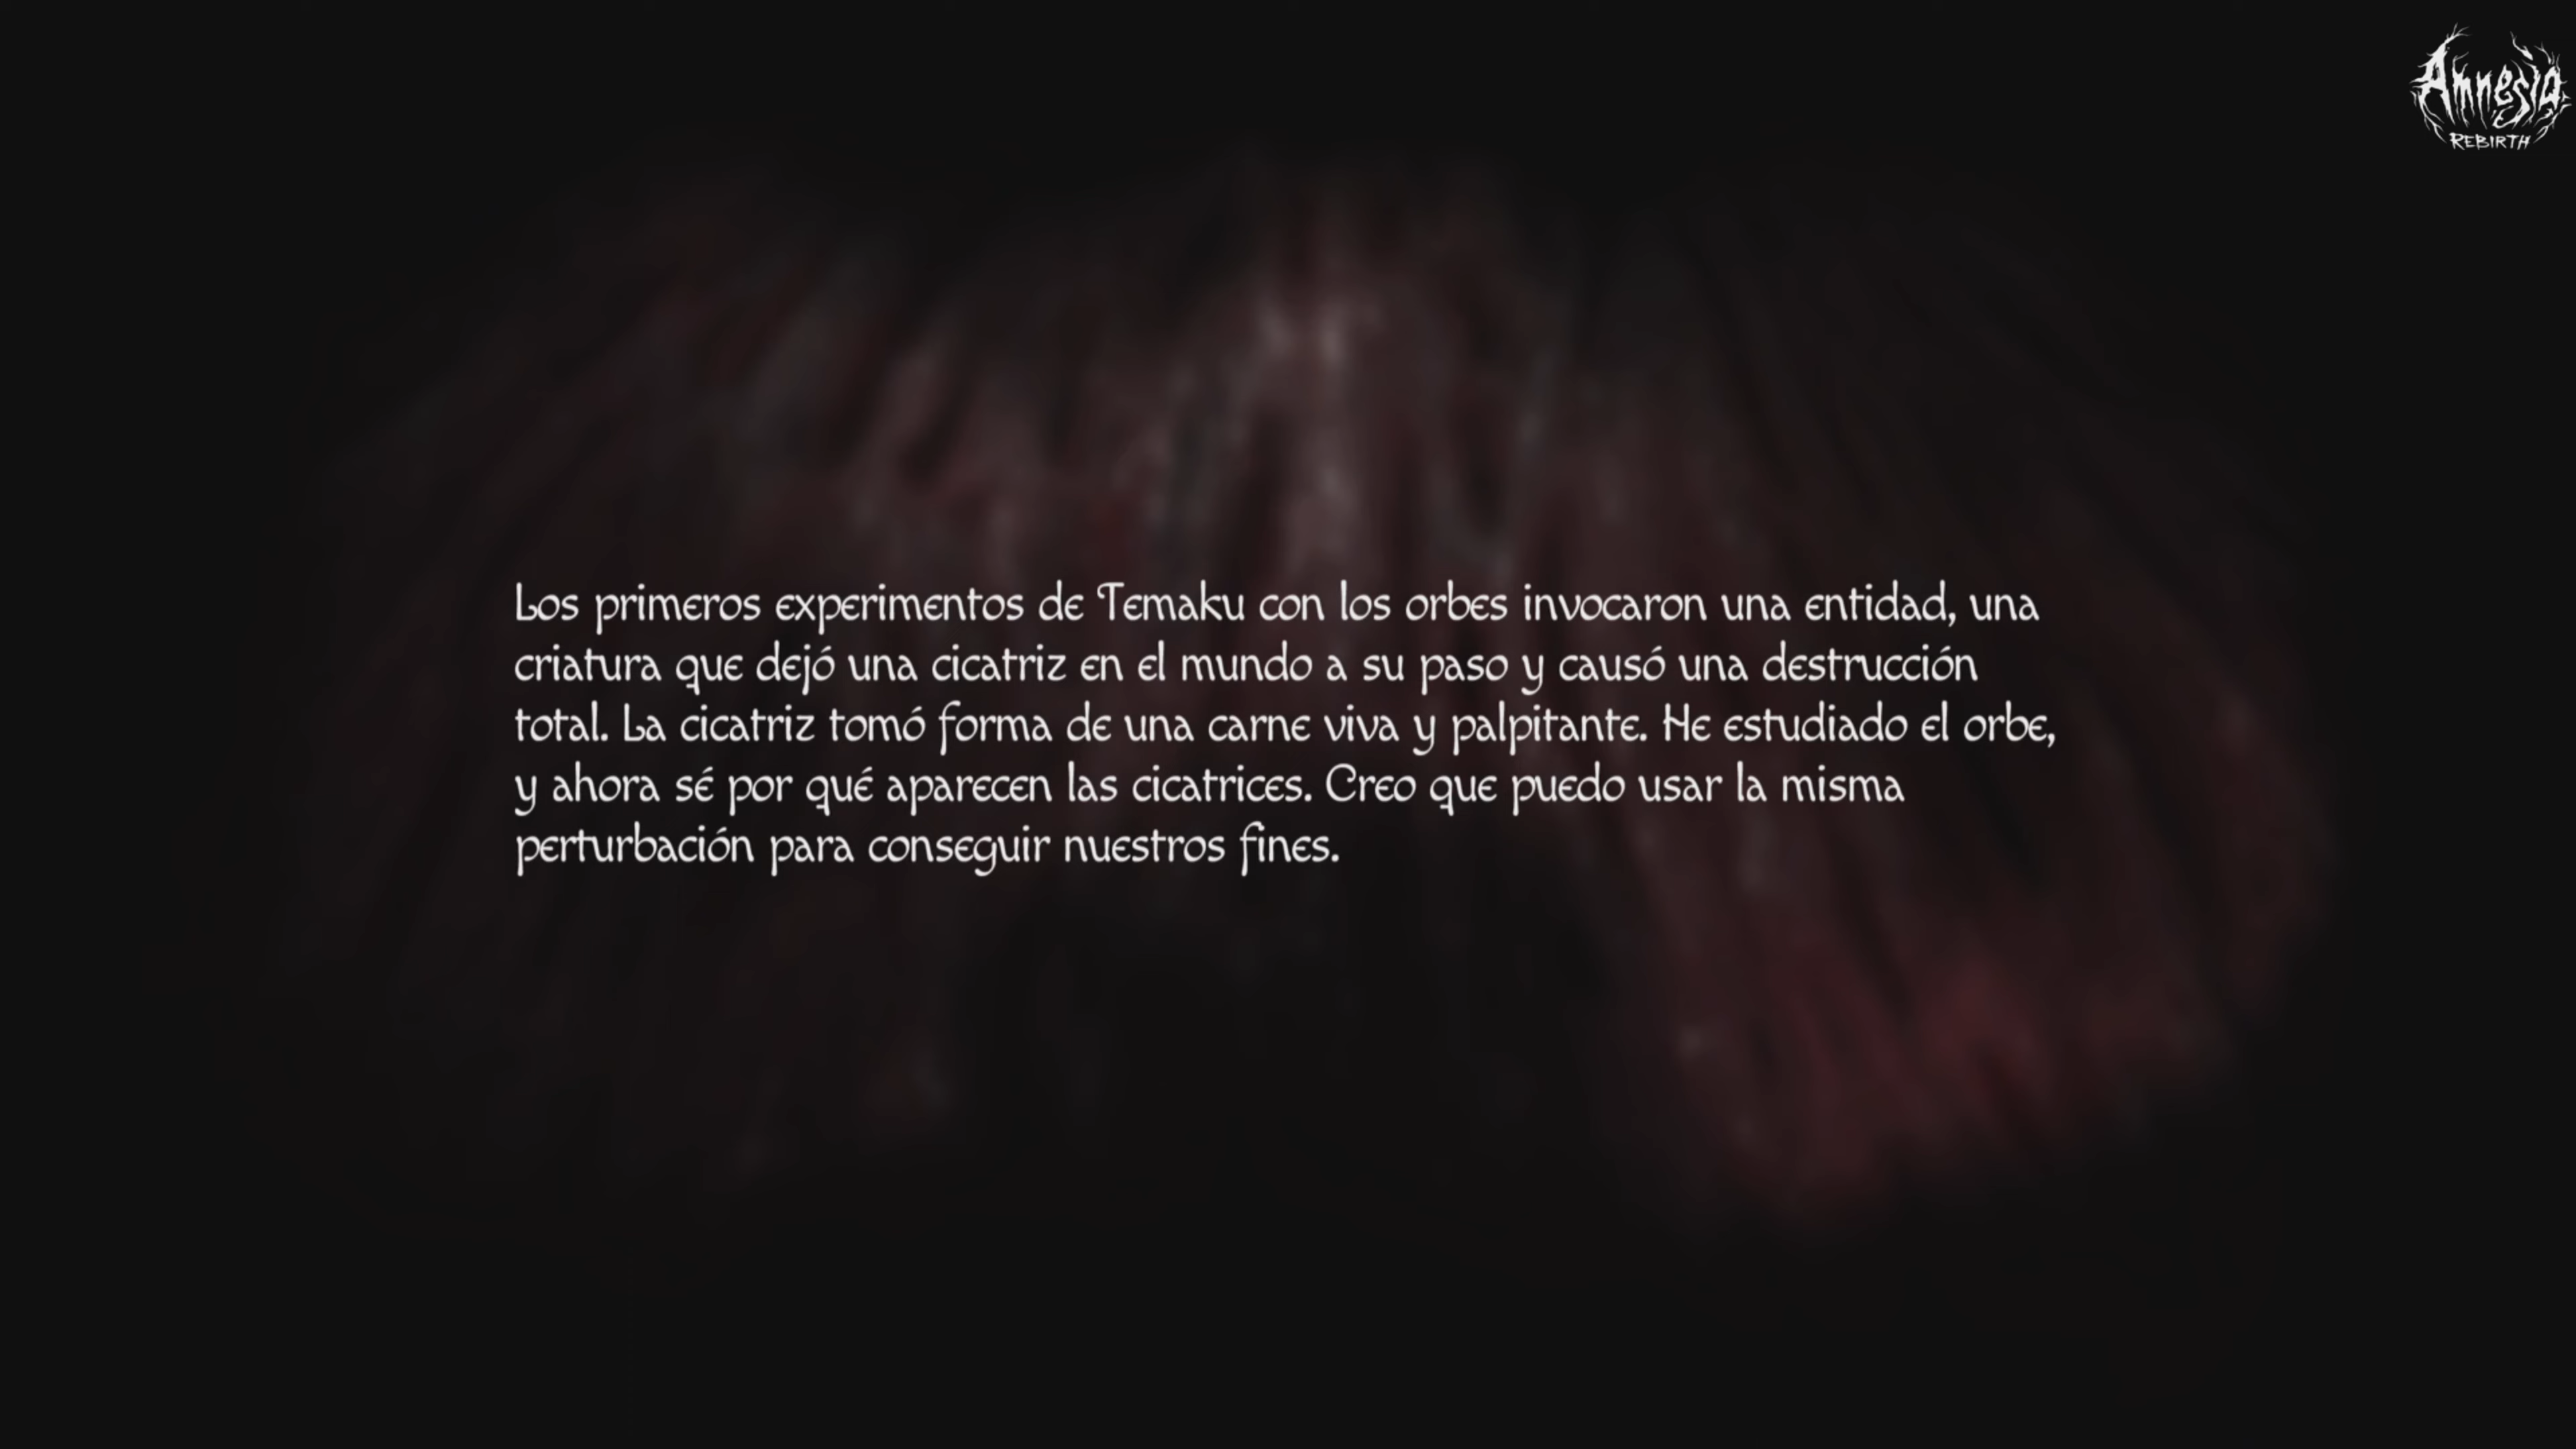 Amnesia
REBIRTH
Los primeros experimentos de Temaku con los orbes invocaron una entidad, una
criatura que dejó una cicatriz en el mundo a su paso y causó una destrucción
total. La cicatriz tomó forma de una carne viva y palpitante. He estudiado el orbe,
y ahora sé por qué aparecen las cicatrices. Creo que puedo usar la misma
perturbación para conseguir nuestros fines.